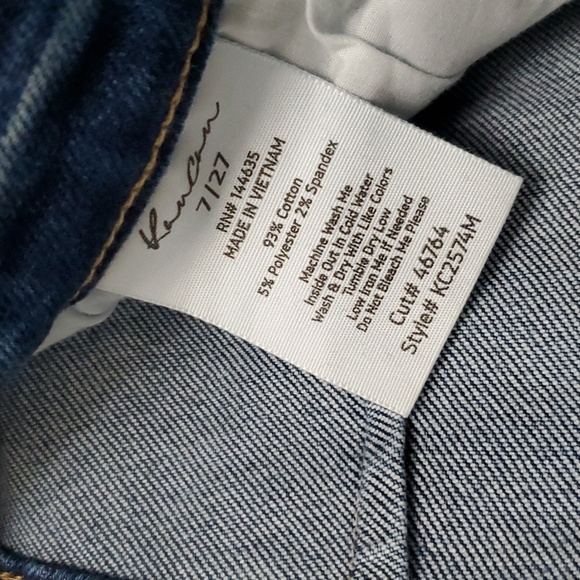 Kancan
7/27
RN# 144635
MADE IN VIETNAM
93% Cotton
5% Polyester 2% Spandex
Machine Wash Me
Inside Out In Cold Water
Wash & Dry With Like Colors
Tumble Dry Low
Low Iron Me if Needed
Do Not Bleach Me Please
Cut# 46764
Style# KC2574M